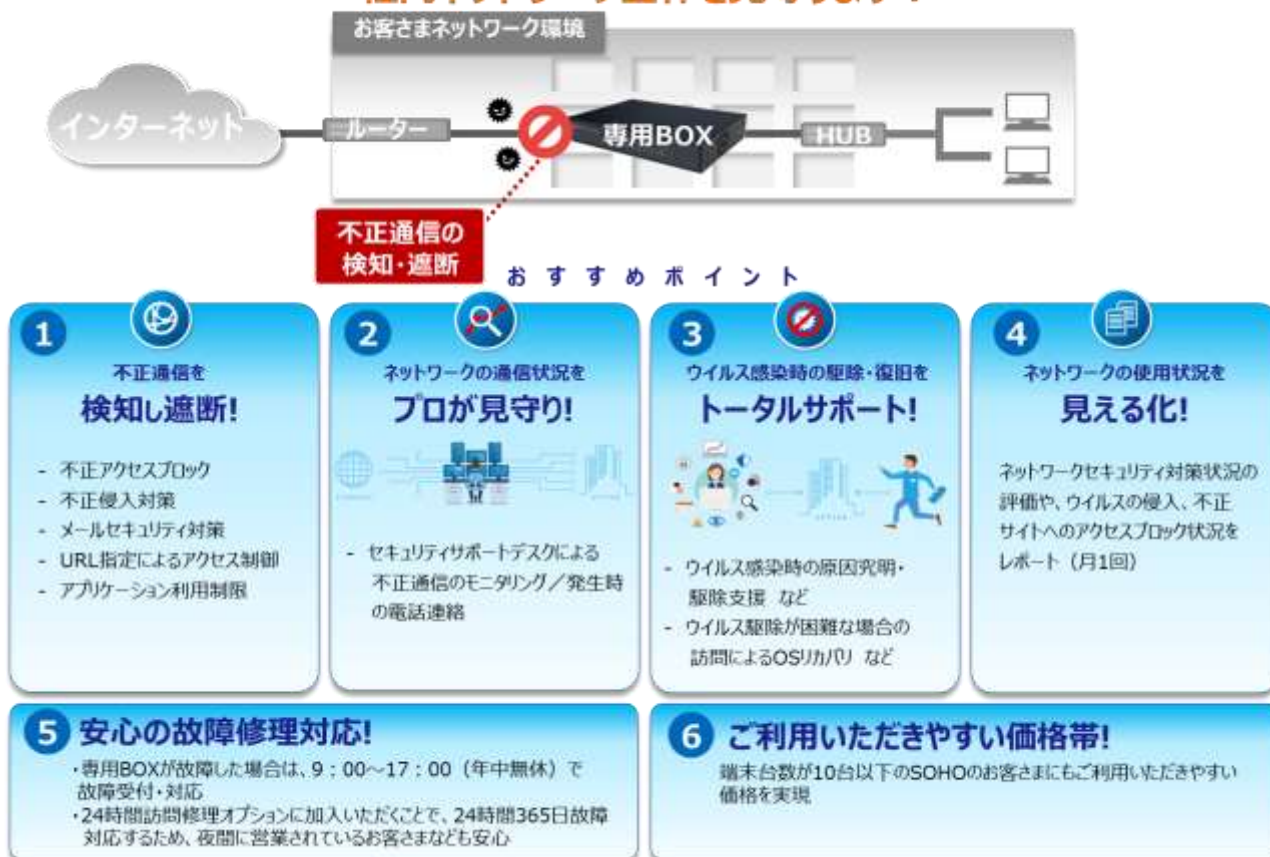 お客さまネットワーク環境
インターネット
ルーター
専用BOX
HUB
不正通信の
検知・遮断
おすすめポイント
1
不正通信を
検知し遮断!
- 不正アクセスブロック
- 不正侵入対策
- メールセキュリティ対策
- URL指定によるアクセス制御
- アプリケーション利用制限
2
ネットワークの通信状況を
プロが見守り!
- セキュリティサポートデスクによる
不正通信のモニタリング／発生時
の電話連絡
3
ウイルス感染時の駆除・復旧を
トータルサポート!
- ウイルス感染時の原因究明・
駆除支援 など
- ウイルス駆除が困難な場合の
訪問によるOSリカバリ など
4
ネットワークの使用状況を
見える化!
ネットワークセキュリティ対策状況の
評価や、ウイルスの侵入、不正
サイトへのアクセスブロック状況を
レポート（月1回）
5 安心の故障修理対応!
・専用BOXが故障した場合は、9：00～17：00（年中無休）で
故障受付・対応
・24時間訪問修理オプションに加入いただくことで、24時間365日故障
対応するため、夜間に営業されているお客さまなども安心
6 ご利用いただきやすい価格帯!
端末台数が10台以下のSOHOのお客さまにもご利用いただきやすい
価格を実現